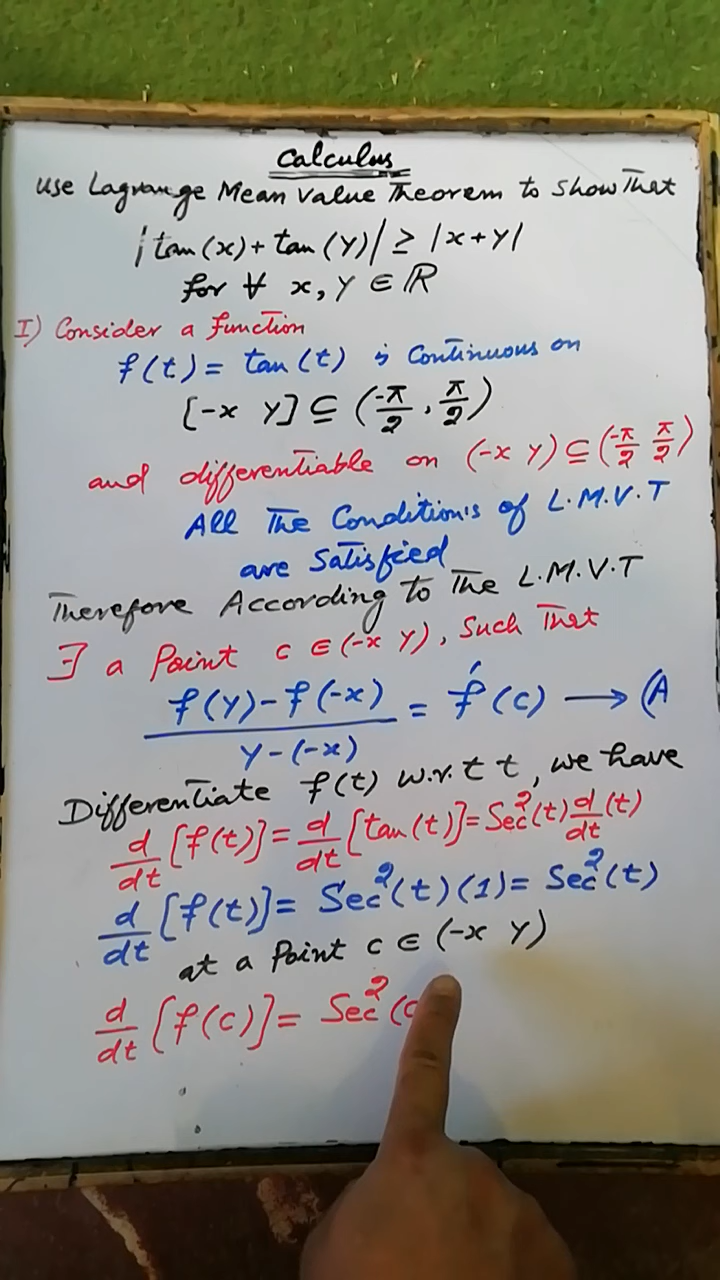 Calculus
Use Lagrange Mean Value Theorem to Show That
|tan(x) + tan(y)| ≥ |x+y|
for ∀ x, y ∈ ℝ
I) Consider a function
f(t) = tan(t) is Continuous on
[-x y] ⊆ (-π/2, π/2)
and differentiable on (-x y) ⊆ (-π/2 π/2)
All The Conditions of L.M.V.T
are Satisfied
Therefore According To The L.M.V.T
∃ a Point c ∈ (-x y), Such That
f(y)-f(-x) / y-(-x) = f'(c) → (A
Differentiate f(t) w.r.t t, we have
d/dt [f(t)] = d/dt [tan(t)] = Sec²(t) d/dt (t)
d/dt [f(t)] = Sec²(t)(1) = Sec²(t)
at a Point c ∈ (-x y)
d/dt [f(c)] = Sec²(c